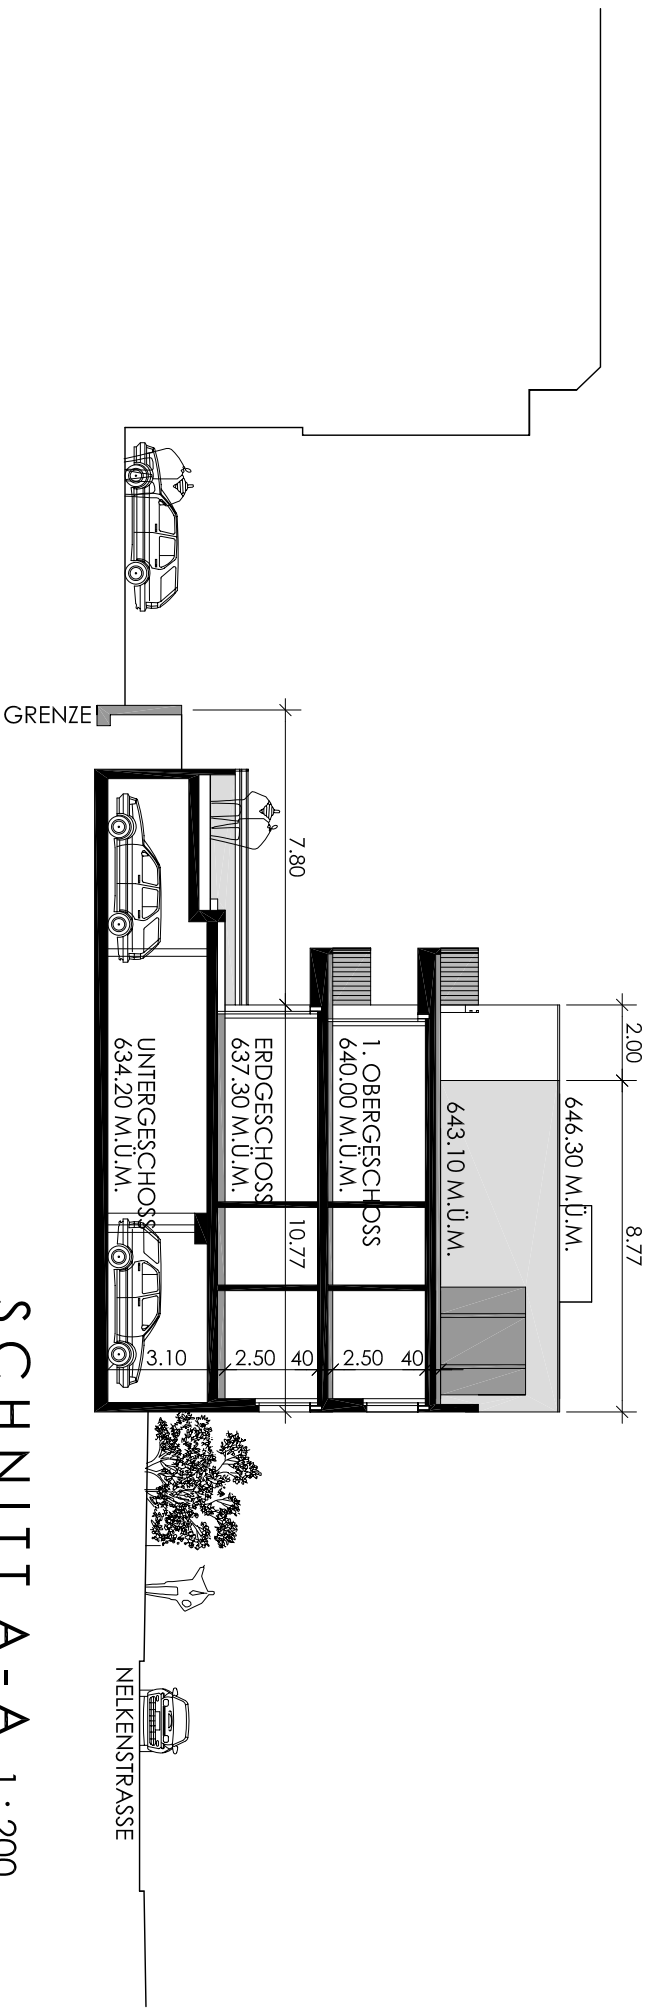 2.00
8.77
646.30 M.Ü.M.
643.10 M.Ü.M.
1. OBERGESCHOSS
640.00 M.Ü.M.
7.80
10.77
ERDGESCHOSS
637.30 M.Ü.M.
UNTERGESCHOSS
634.20 M.Ü.M.
3.10
2.50
40
2.50
40
GRENZE
NELKENSTRASSE
SCHNITT A-A 1:200